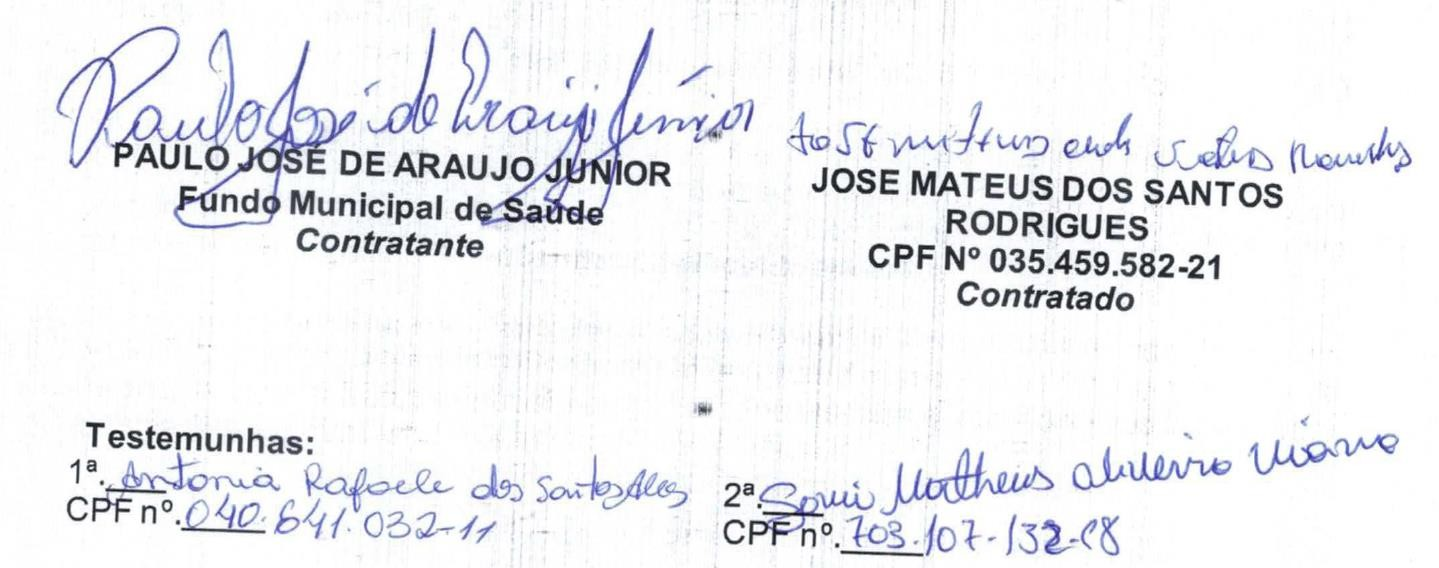 Paulo José de Araujo Júnior
PAULO JOSÉ DE ARAUJO JUNIOR
Fundo Municipal de Saúde
Contratante
JOSE MATEUS DOS SANTOS
RODRIGUES
CPF Nº 035.459.582-21
Contratado
Testemunhas:
1ª. Antonia Rafaele dos Santos Alves
CPF nº. 040.641.032-11
2ª. Matheus
CPF nº. 703.107.132-